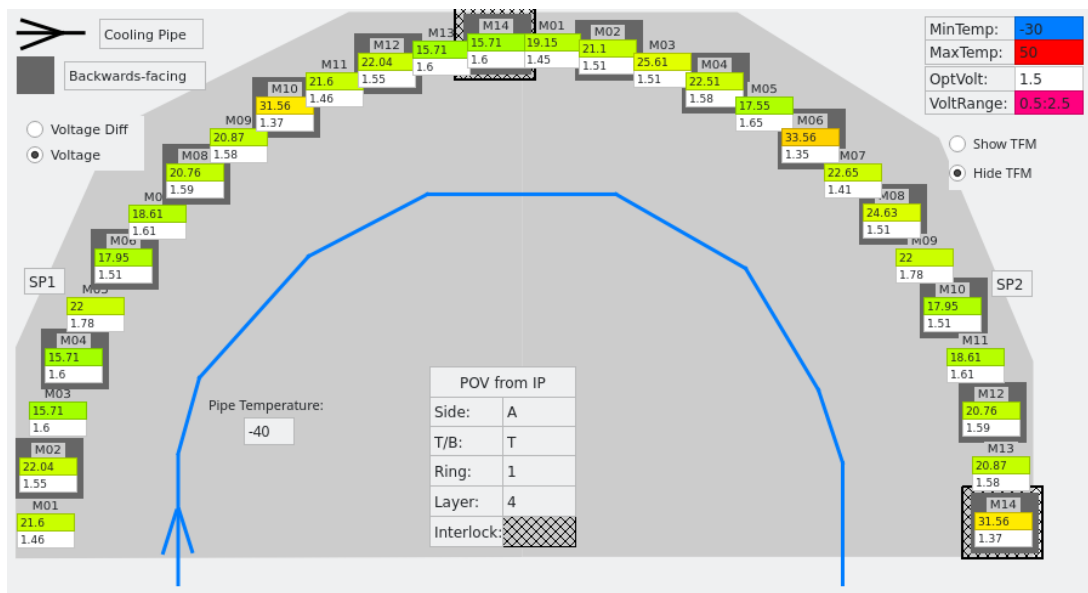 Cooling Pipe
Backwards-facing
Voltage Diff
Voltage
MinTemp: -30
MaxTemp: 50
OptVolt: 1.5
VoltRange: 0.5:2.5
Show TFM
Hide TFM
SP1
M14
15.71
1.6
M13
15.71
1.6
M12
22.04
1.55
M11
21.6
1.46
M10
31.56
1.37
M09
20.87
1.58
M08
20.76
1.59
18.61
1.61
M06
17.95
1.51
22
1.78
M04
15.71
1.6
M03
15.71
1.6
M02
22.04
1.55
M01
21.6
1.46
SP2
M01
19.15
1.45
M02
21.1
1.51
M03
25.61
1.51
M04
22.51
1.58
M05
17.55
1.65
M06
33.56
1.35
M07
22.65
1.41
M08
24.63
1.51
M09
22
1.78
M10
17.95
1.51
M11
18.61
1.61
M12
20.76
1.59
M13
20.87
1.58
M14
31.56
1.37
Pipe Temperature:
-40
POV from IP
Side: A
T/B: T
Ring: 1
Layer: 4
Interlock: